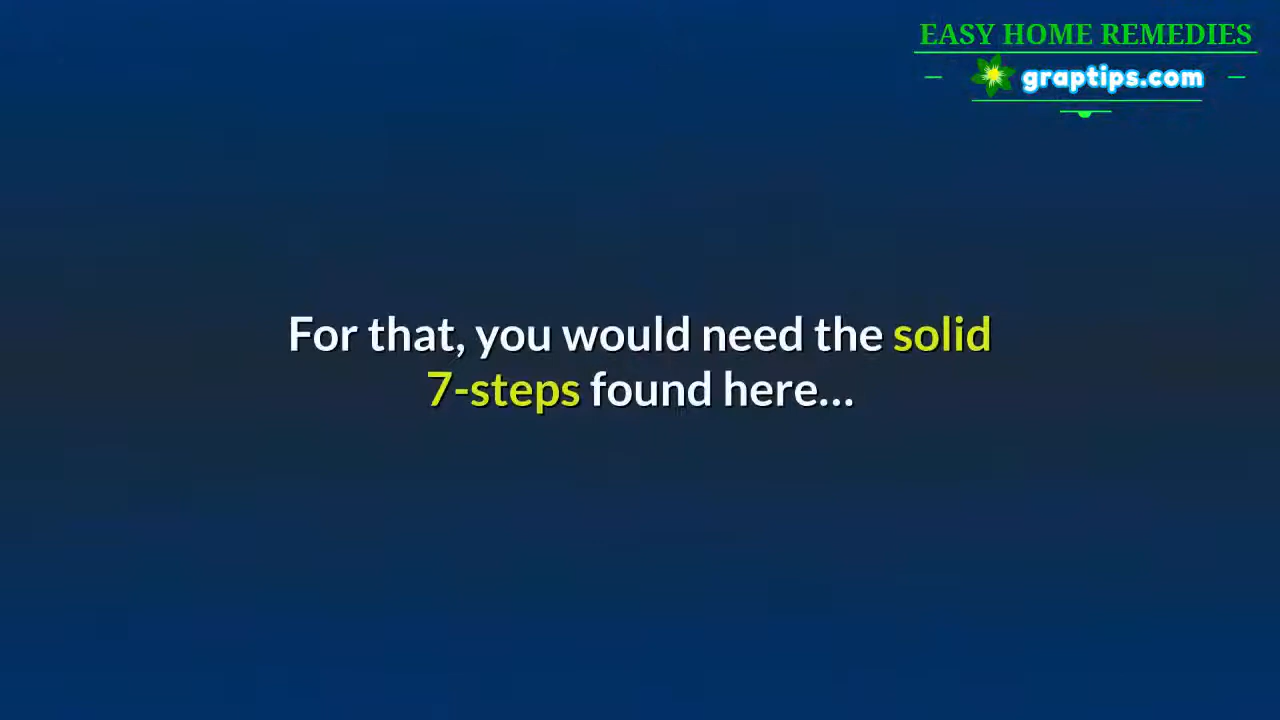 EASY HOME REMEDIES
graptips.com
For that, you would need the solid
7-steps found here...